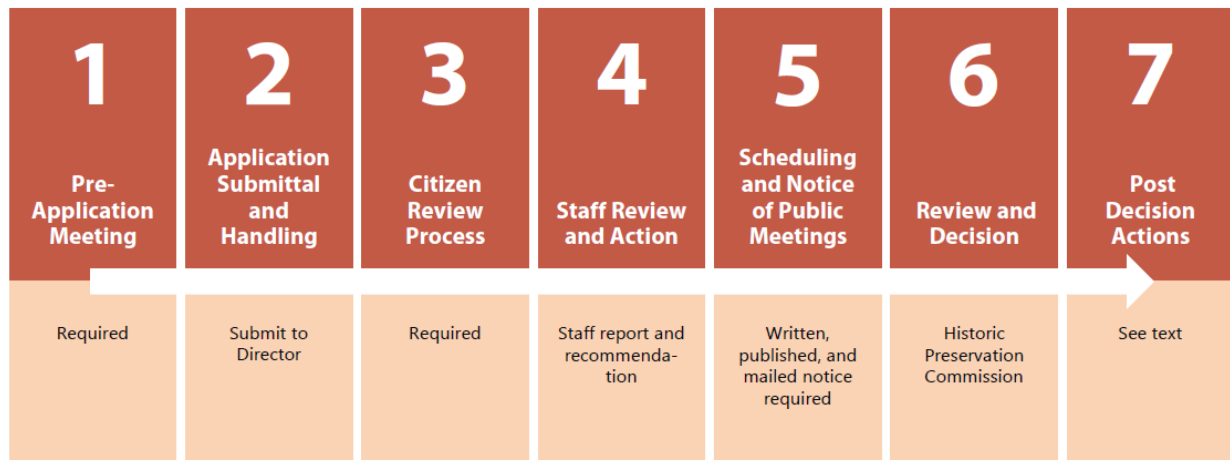 1
Pre-
Application
Meeting
Required
2
Application
Submittal
and
Handling
Submit to
Director
3
Citizen
Review
Process
Required
4
Staff Review
and Action
Staff report and
recommenda-
tion
5
Scheduling
and Notice
of Public
Meetings
Written,
published, and
mailed notice
required
6
Review and
Decision
Historic
Preservation
Commission
7
Post
Decision
Actions
See text